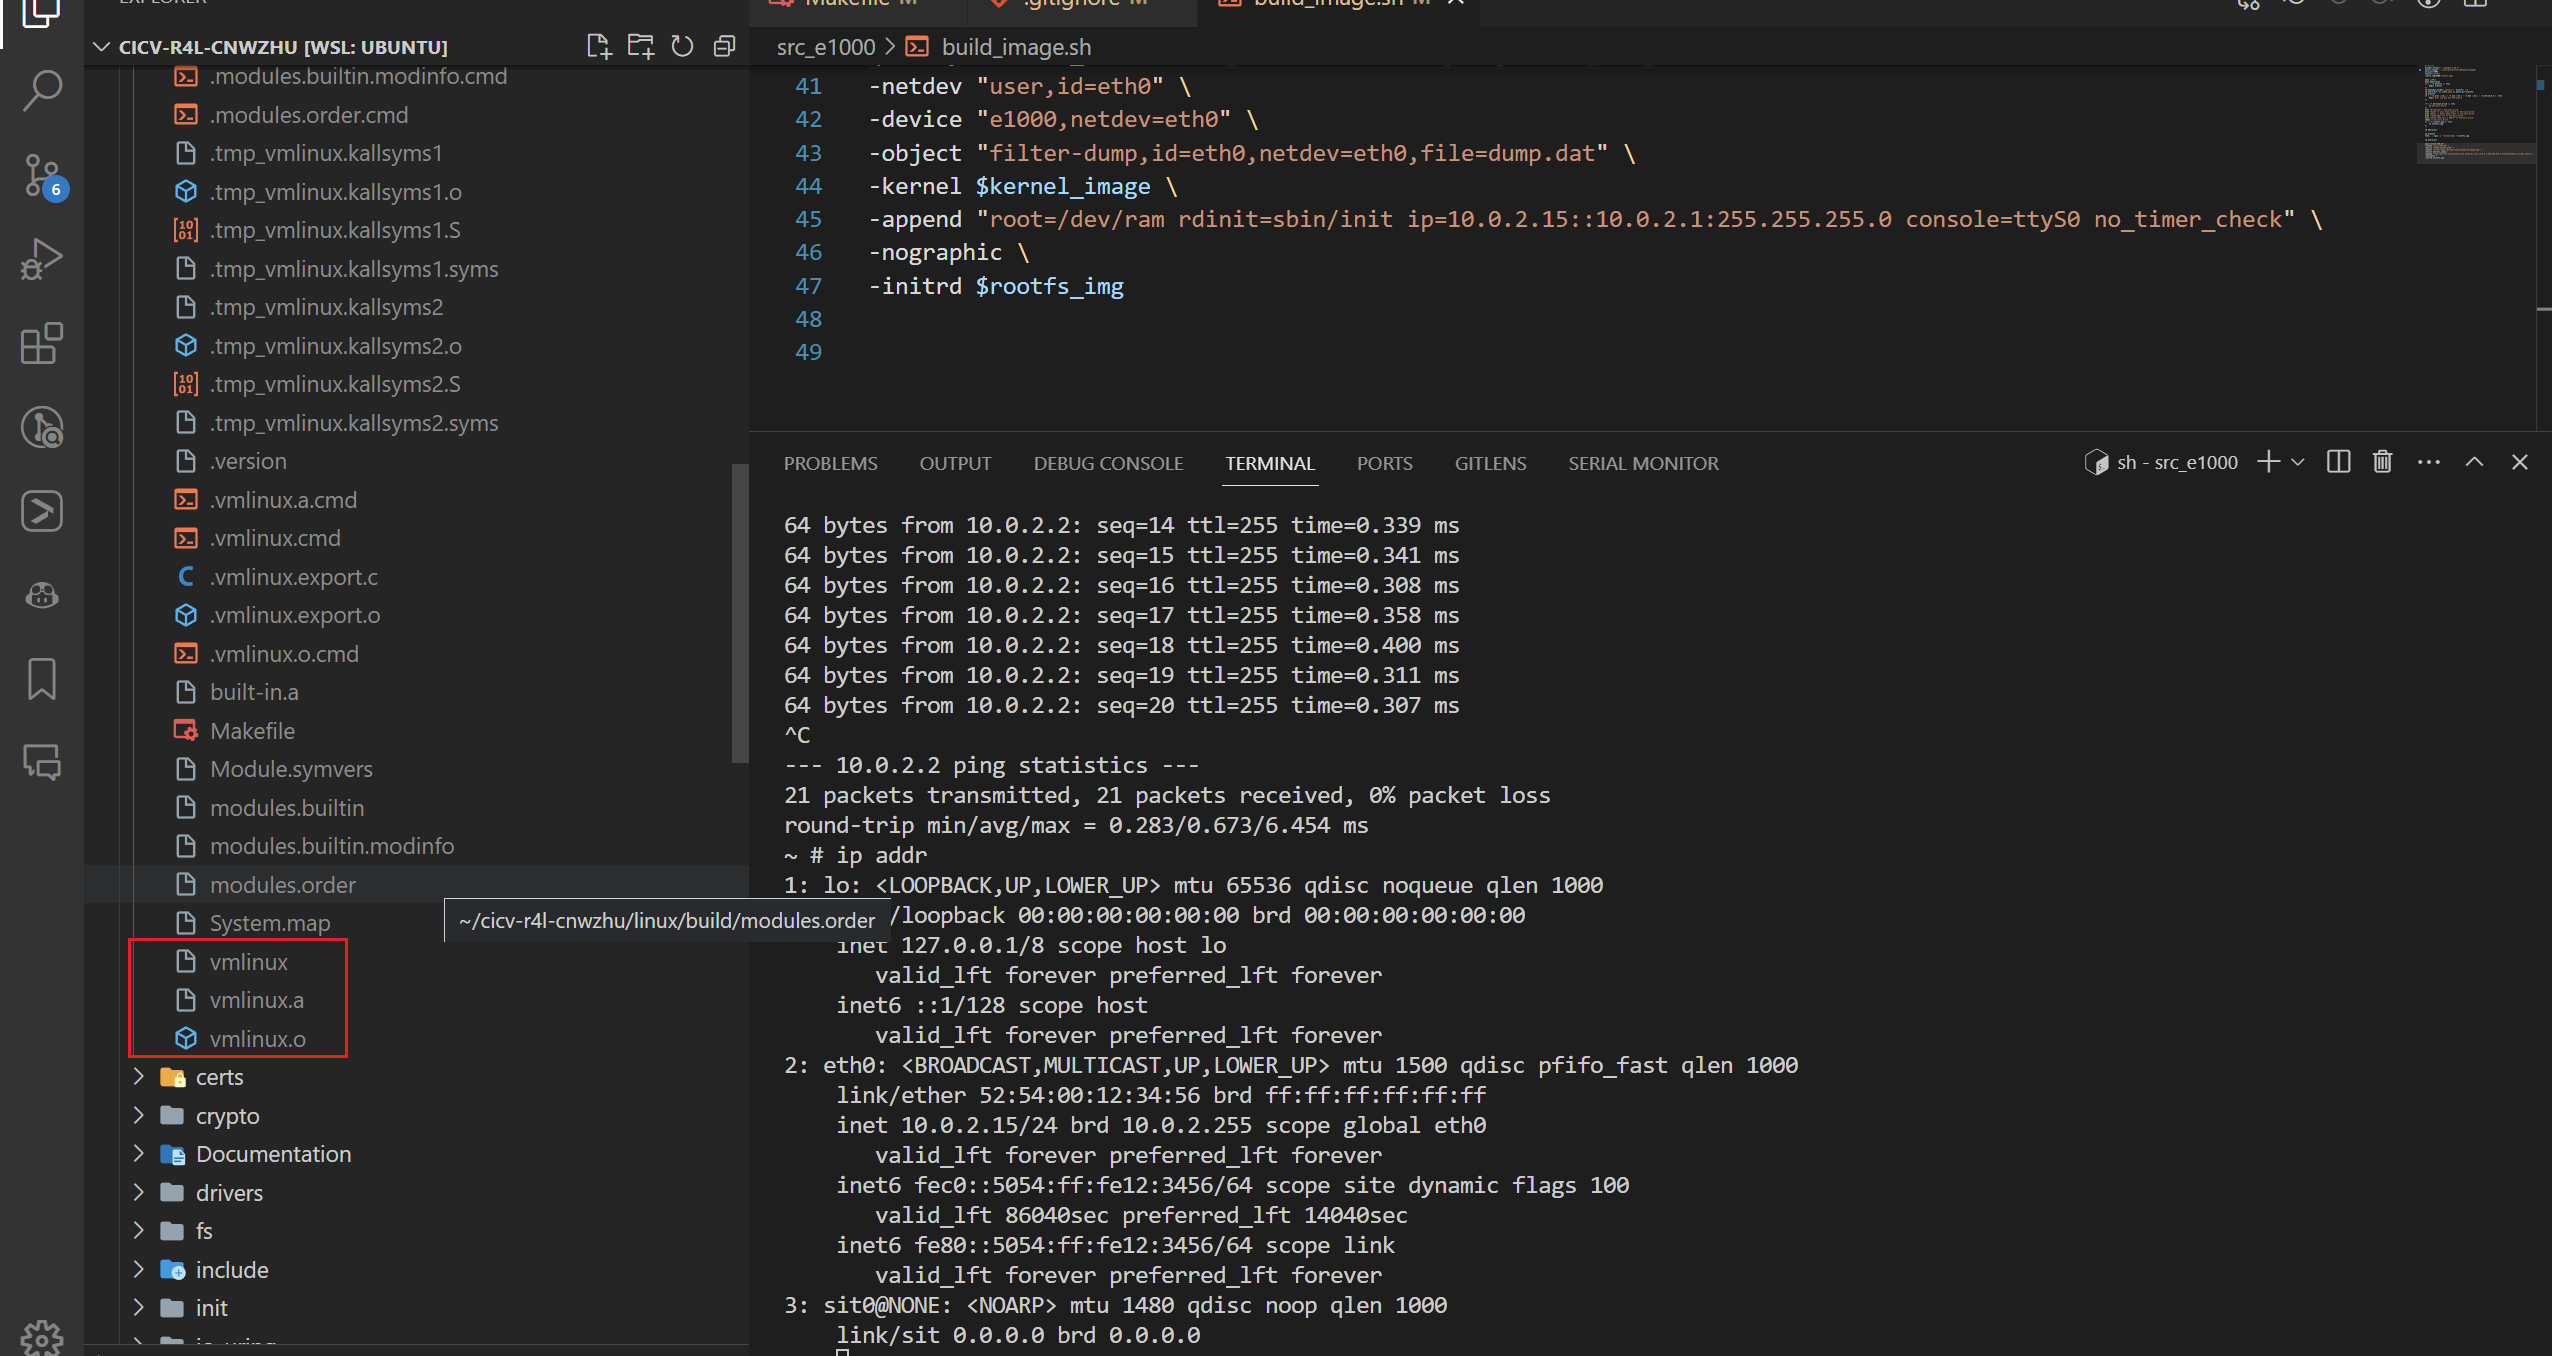 EXPLORER
CICV-R4L-CNWZHU [WSL: UBUNTU]
.modules.builtin.modinfo.cmd
.modules.order.cmd
.tmp_vmlinux.kallsyms1
.tmp_vmlinux.kallsyms1.o
.tmp_vmlinux.kallsyms1.S
.tmp_vmlinux.kallsyms1.syms
.tmp_vmlinux.kallsyms2
.tmp_vmlinux.kallsyms2.o
.tmp_vmlinux.kallsyms2.S
.tmp_vmlinux.kallsyms2.syms
.version
.vmlinux.a.cmd
.vmlinux.cmd
.vmlinux.export.c
.vmlinux.export.o
.vmlinux.o.cmd
built-in.a
Makefile
Module.symvers
modules.builtin
modules.builtin.modinfo
modules.order
System.map
~/cicv-r4l-cnwzhu/linux/build/modules.order
vmlinux
vmlinux.a
vmlinux.o
certs
crypto
Documentation
drivers
fs
include
init
io_uring
6
Makefile M
.gitignore M
build_image.sh M
src_e1000 > build_image.sh
41 -netdev "user,id=eth0" \
42 -device "e1000,netdev=eth0" \
43 -object "filter-dump,id=eth0,netdev=eth0,file=dump.dat" \
44 -kernel $kernel_image \
45 -append "root=/dev/ram rdinit=sbin/init ip=10.0.2.15::10.0.2.1:255.255.255.0 console=ttyS0 no_timer_check" \
46 -nographic \
47 -initrd $rootfs_img
48
49
PROBLEMS OUTPUT DEBUG CONSOLE TERMINAL PORTS GITLENS SERIAL MONITOR
sh - src_e1000
64 bytes from 10.0.2.2: seq=14 ttl=255 time=0.339 ms
64 bytes from 10.0.2.2: seq=15 ttl=255 time=0.341 ms
64 bytes from 10.0.2.2: seq=16 ttl=255 time=0.308 ms
64 bytes from 10.0.2.2: seq=17 ttl=255 time=0.358 ms
64 bytes from 10.0.2.2: seq=18 ttl=255 time=0.400 ms
64 bytes from 10.0.2.2: seq=19 ttl=255 time=0.311 ms
64 bytes from 10.0.2.2: seq=20 ttl=255 time=0.307 ms
^C
--- 10.0.2.2 ping statistics ---
21 packets transmitted, 21 packets received, 0% packet loss
round-trip min/avg/max = 0.283/0.673/6.454 ms
~ # ip addr
1: lo: <LOOPBACK,UP,LOWER_UP> mtu 65536 qdisc noqueue qlen 1000
/loopback 00:00:00:00:00:00 brd 00:00:00:00:00:00
inet 127.0.0.1/8 scope host lo
valid_lft forever preferred_lft forever
inet6 ::1/128 scope host
valid_lft forever preferred_lft forever
2: eth0: <BROADCAST,MULTICAST,UP,LOWER_UP> mtu 1500 qdisc pfifo_fast qlen 1000
link/ether 52:54:00:12:34:56 brd ff:ff:ff:ff:ff:ff
inet 10.0.2.15/24 brd 10.0.2.255 scope global eth0
valid_lft forever preferred_lft forever
inet6 fec0::5054:ff:fe12:3456/64 scope site dynamic flags 100
valid_lft 86040sec preferred_lft 14040sec
inet6 fe80::5054:ff:fe12:3456/64 scope link
valid_lft forever preferred_lft forever
3: sit0@NONE: <NOARP> mtu 1480 qdisc noop qlen 1000
link/sit 0.0.0.0 brd 0.0.0.0